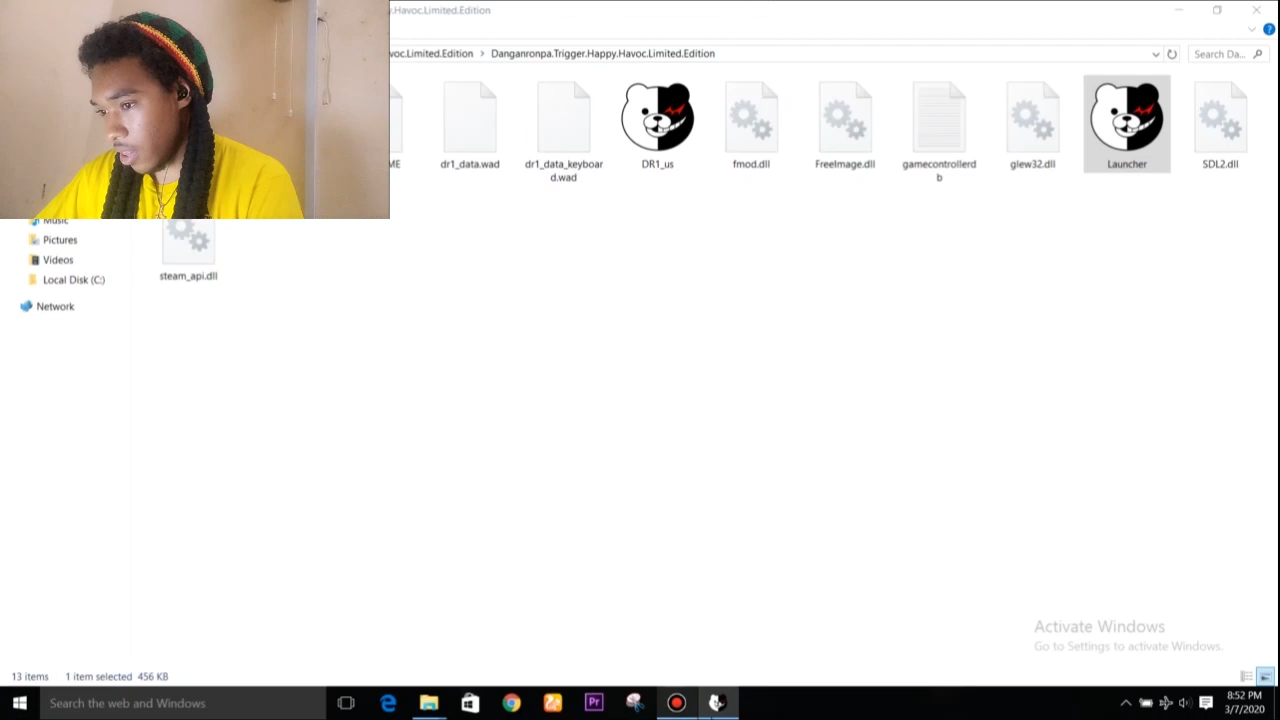 .Havoc.Limited.Edition
voc.Limited.Edition > Danganronpa.Trigger.Happy.Havoc.Limited.Edition
Search Da...
ME
dr1_data.wad
dr1_data_keyboar
d.wad
DR1_us
fmod.dll
FreeImage.dll
gamecontrollerd
b
glew32.dll
Launcher
SDL2.dll
Music
Pictures
Videos
Local Disk (C:)
Network
steam_api.dll
Activate Windows
Go to Settings to activate Windows.
13 items 1 item selected 456 KB
Search the web and Windows
Pr
8:52 PM
3/7/2020